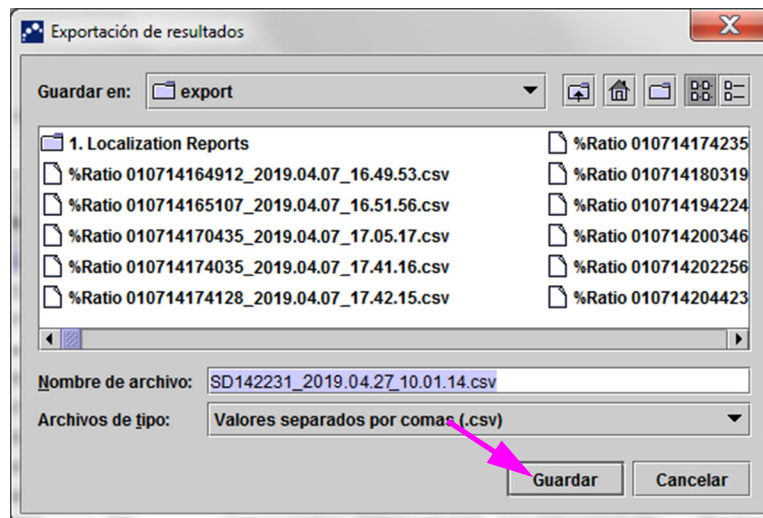 Exportación de resultados
Guardar en: export
1. Localization Reports
%Ratio 010714164912_2019.04.07_16.49.53.csv
%Ratio 010714165107_2019.04.07_16.51.56.csv
%Ratio 010714170435_2019.04.07_17.05.17.csv
%Ratio 010714174035_2019.04.07_17.41.16.csv
%Ratio 010714174128_2019.04.07_17.42.15.csv
%Ratio 010714174235
%Ratio 010714180319
%Ratio 010714194224
%Ratio 010714200346
%Ratio 010714202256
%Ratio 010714204423
Nombre de archivo: SD142231_2019.04.27_10.01.14.csv
Archivos de tipo: Valores separados por comas (.csv)
Guardar Cancelar